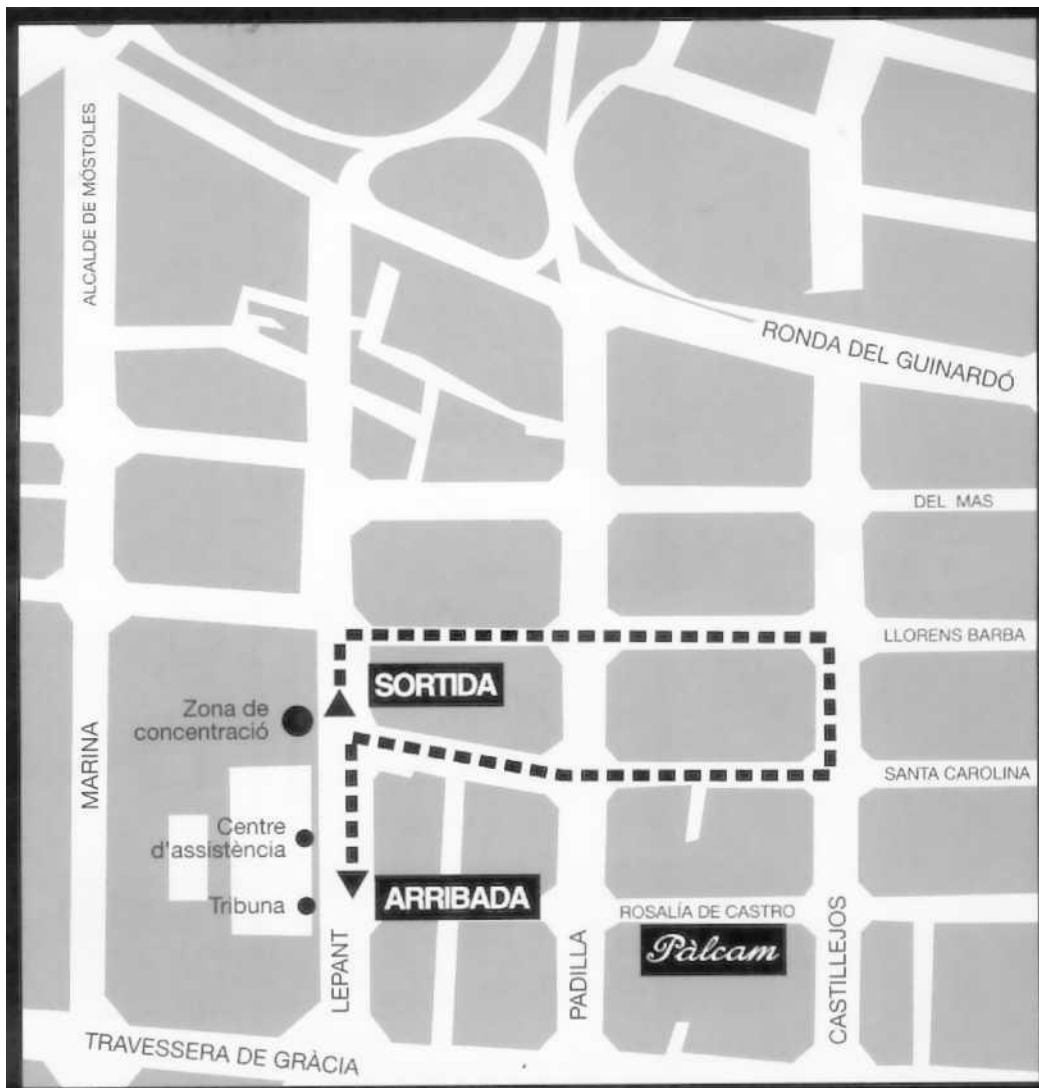 ALCALDE DE MÓSTOLES
RONDA DEL GUINARDÓ
DEL MAS
LLORENS BARBA
SORTIDA
Zona de
concentració
MARINA
SANTA CAROLINA
Centre
d'assistència
ARRIBADA
Tribuna
ROSALÍA DE CASTRO
Pàlcam
LEPANT
PADILLA
CASTILLEJOS
TRAVESSERA DE GRÀCIA